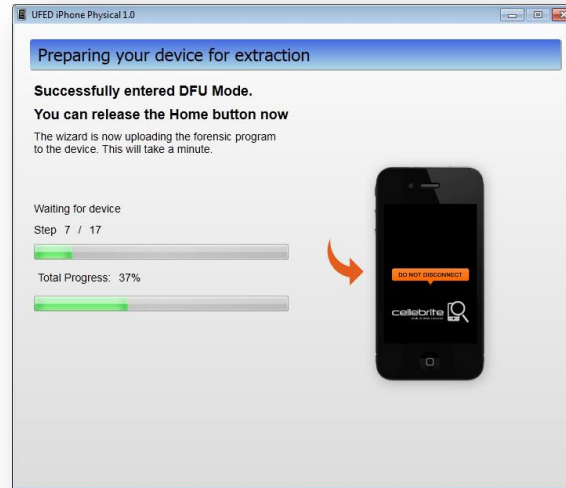 UFED iPhone Physical 1.0
Preparing your device for extraction
Successfully entered DFU Mode.
You can release the Home button now
The wizard is now uploading the forensic program
to the device. This will take a minute.
Waiting for device
Step 7 / 17
Total Progress: 37%
DO NOT DISCONNECT
cellebrite